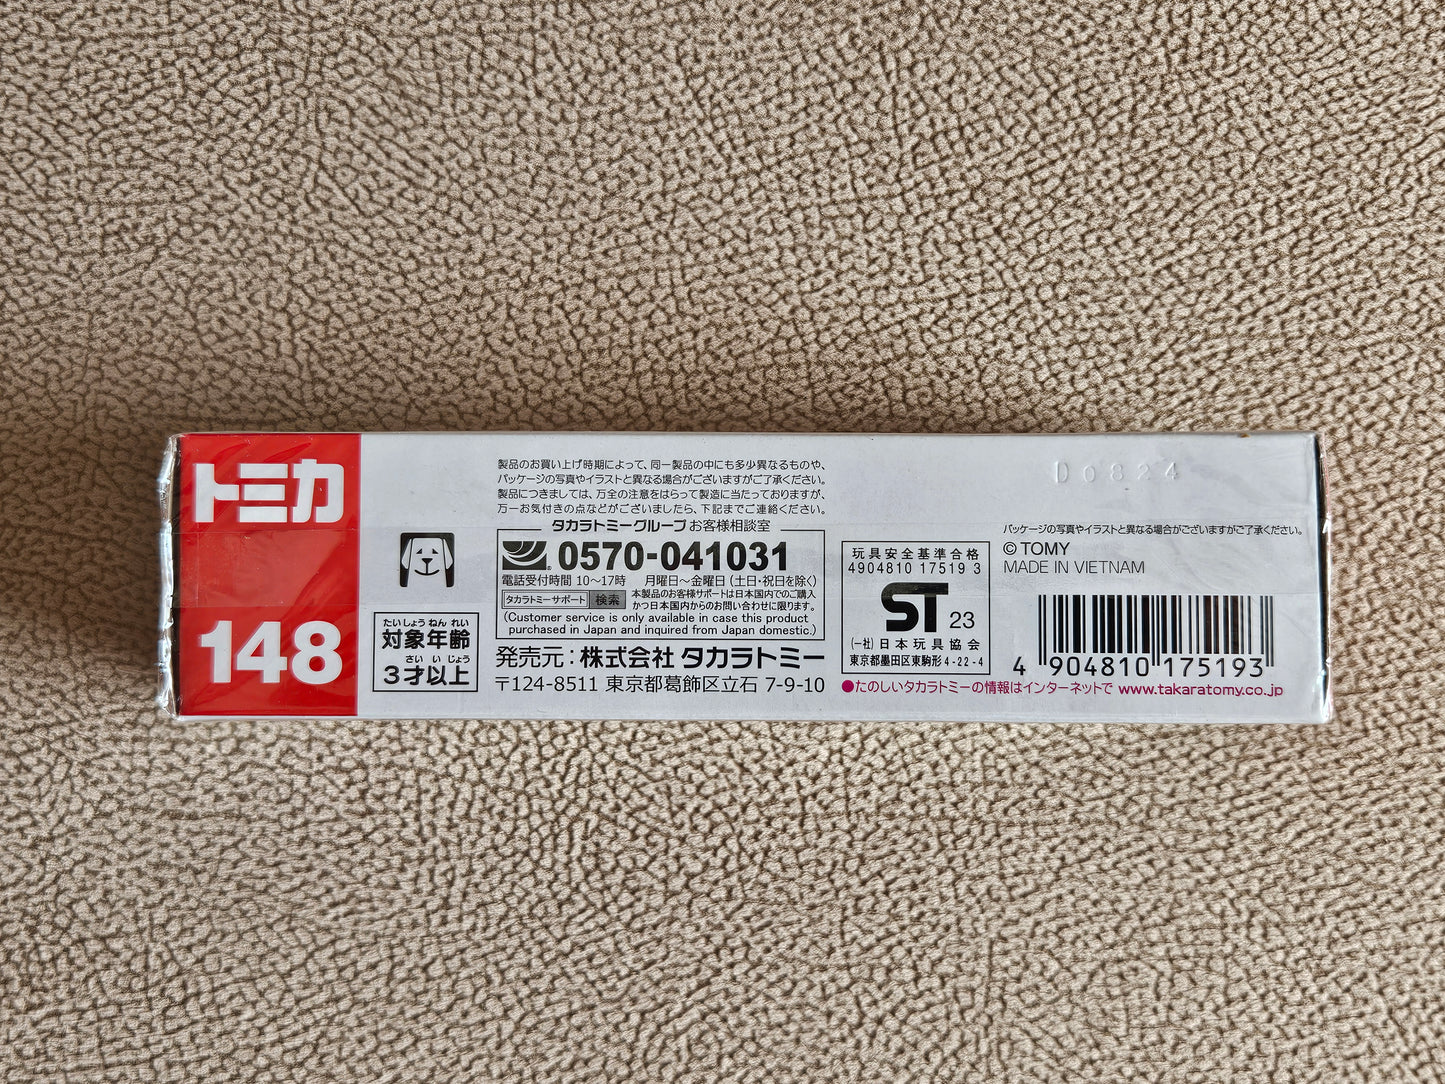 トミカ
148
たいしょう ねん れい
対象年齢
さい い じょう
3才以上
製品のお買い上げ時期によって、同一製品の中にも多少異なるものや、
パッケージの写真やイラストと異なる場合がございますがご了承ください。
製品につきましては、万全の注意をはらって製造に当たっておりますが、
万一お気付きの点などがございましたら、下記までご連絡ください。
タカラトミーグループ お客様相談室
0570-041031
電話受付時間 10〜17時 月曜日〜金曜日 (土日・祝日を除く)
タカラトミーサポート 検索 本製品のお客様サポートは日本国内でのご購入
かつ日本国内からのお問い合わせに限ります。
(Customer service is only available in case this product
purchased in Japan and inquired from Japan domestic.)
発売元:株式会社 タカラトミー
〒124-8511 東京都葛飾区立石 7-9-10
玩具安全基準合格
4904810 17519 3
ST 23
(一社)日本玩具協会
東京都墨田区東駒形4-22-4
D0824
パッケージの写真やイラストと異なる場合がございますがご了承ください。
© TOMY
MADE IN VIETNAM
4 904810 175193
●たのしいタカラトミーの情報はインターネットで www.takaratomy.co.jp